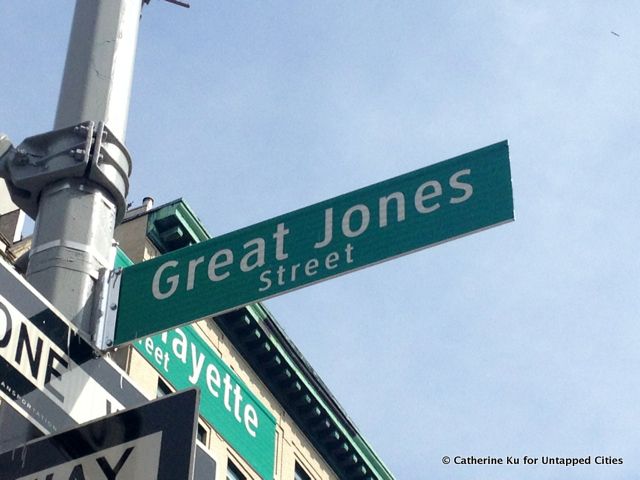 Great Jones
Street
ayette
eet
ONE
WAY
© Catherine Ku for Untapped Cities